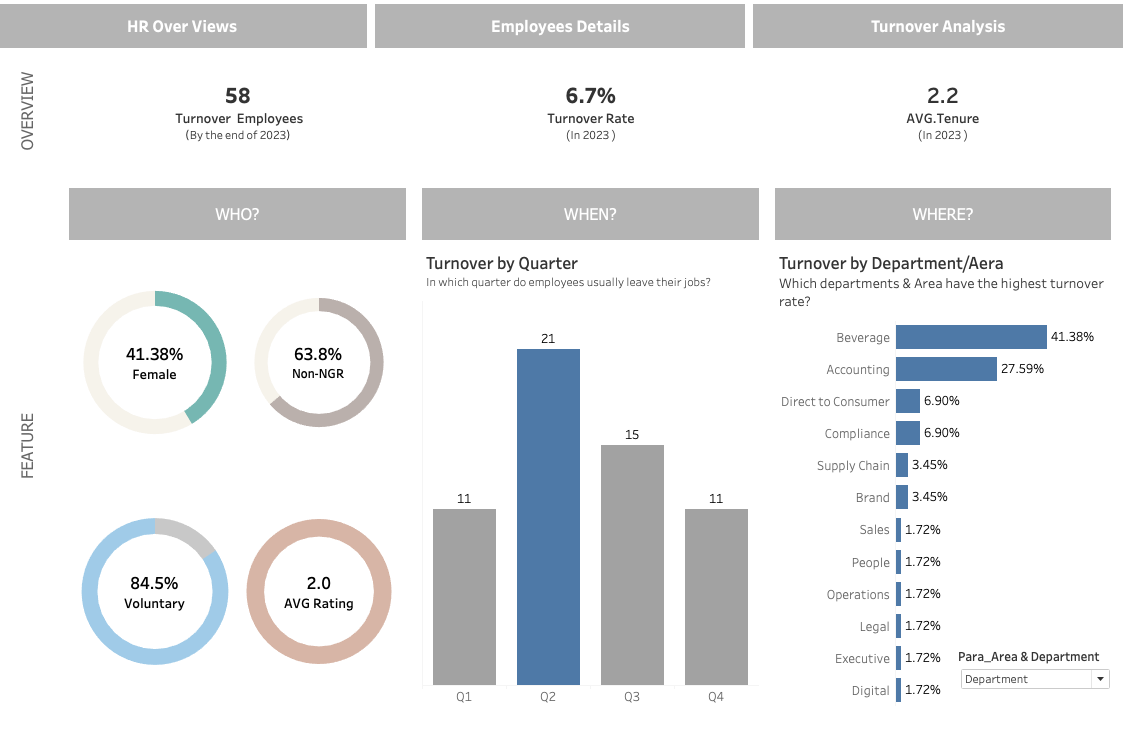 HR Over Views
Employees Details
Turnover Analysis
OVERVIEW
58
Turnover  Employees
(By the end of 2023)
6.7%
Turnover Rate
(In 2023 )
2.2
AVG.Tenure
(In 2023 )
FEATURE
WHO?
41.38%
Female
63.8%
Non-NGR
84.5%
Voluntary
2.0
AVG Rating
WHEN?
Turnover by Quarter
In which quarter do employees usually leave their jobs?
11
21
15
11
Q1
Q2
Q3
Q4
WHERE?
Turnover by Department/Aera
Which departments & Area have the highest turnover
rate?
Beverage 41.38%
Accounting 27.59%
Direct to Consumer 6.90%
Compliance 6.90%
Supply Chain 3.45%
Brand 3.45%
Sales 1.72%
People 1.72%
Operations 1.72%
Legal 1.72%
Executive 1.72%
Digital 1.72%
Para_Area & Department
Department